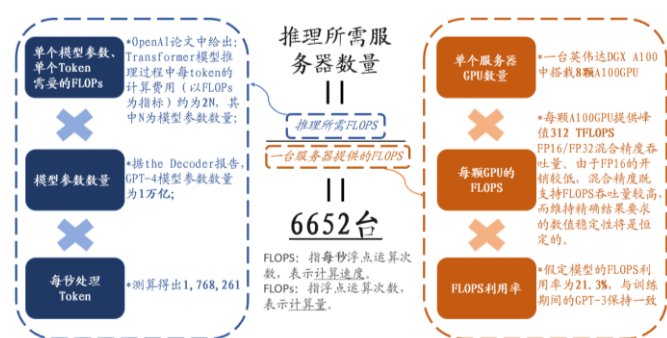 单个模型参数、
单个Token
需要的FLOPs
*OpenAI论文中给出:
Transformer模型推
理过程中每token的
计算费用（以FLOPs
为指标）约为2N，其
中N为模型参数数量;
模型参数数量
*据the Decoder报告，
GPT-4模型参数数量
为1万亿;
每秒处理
Token
*测算得出1,768,261
推理所需服
务器数量
推理所需FLOPS
一台服务器提供的FLOPS
6652台
FLOPS: 指每秒浮点运算次
数，表示计算速度。
FLOPs: 指浮点运算次数，
表示计算量。
单个服务器
GPU数量
*一台英伟达DGX A100
中搭载8颗A100GPU
每颗GPU的
FLOPS
*每颗A100GPU提供峰
值312 TFLOPS
FP16/FP32混合精度吞
吐量。由于FP16的开
销较低，混合精度既
支持FLOPS吞吐量较高，
而维持精确结果要求
的数值稳定性将是恒
定的。
FLOPS利用率
*假定模型的FLOPS利
用率为21.3%，与训练
期间的GPT-3保持一致